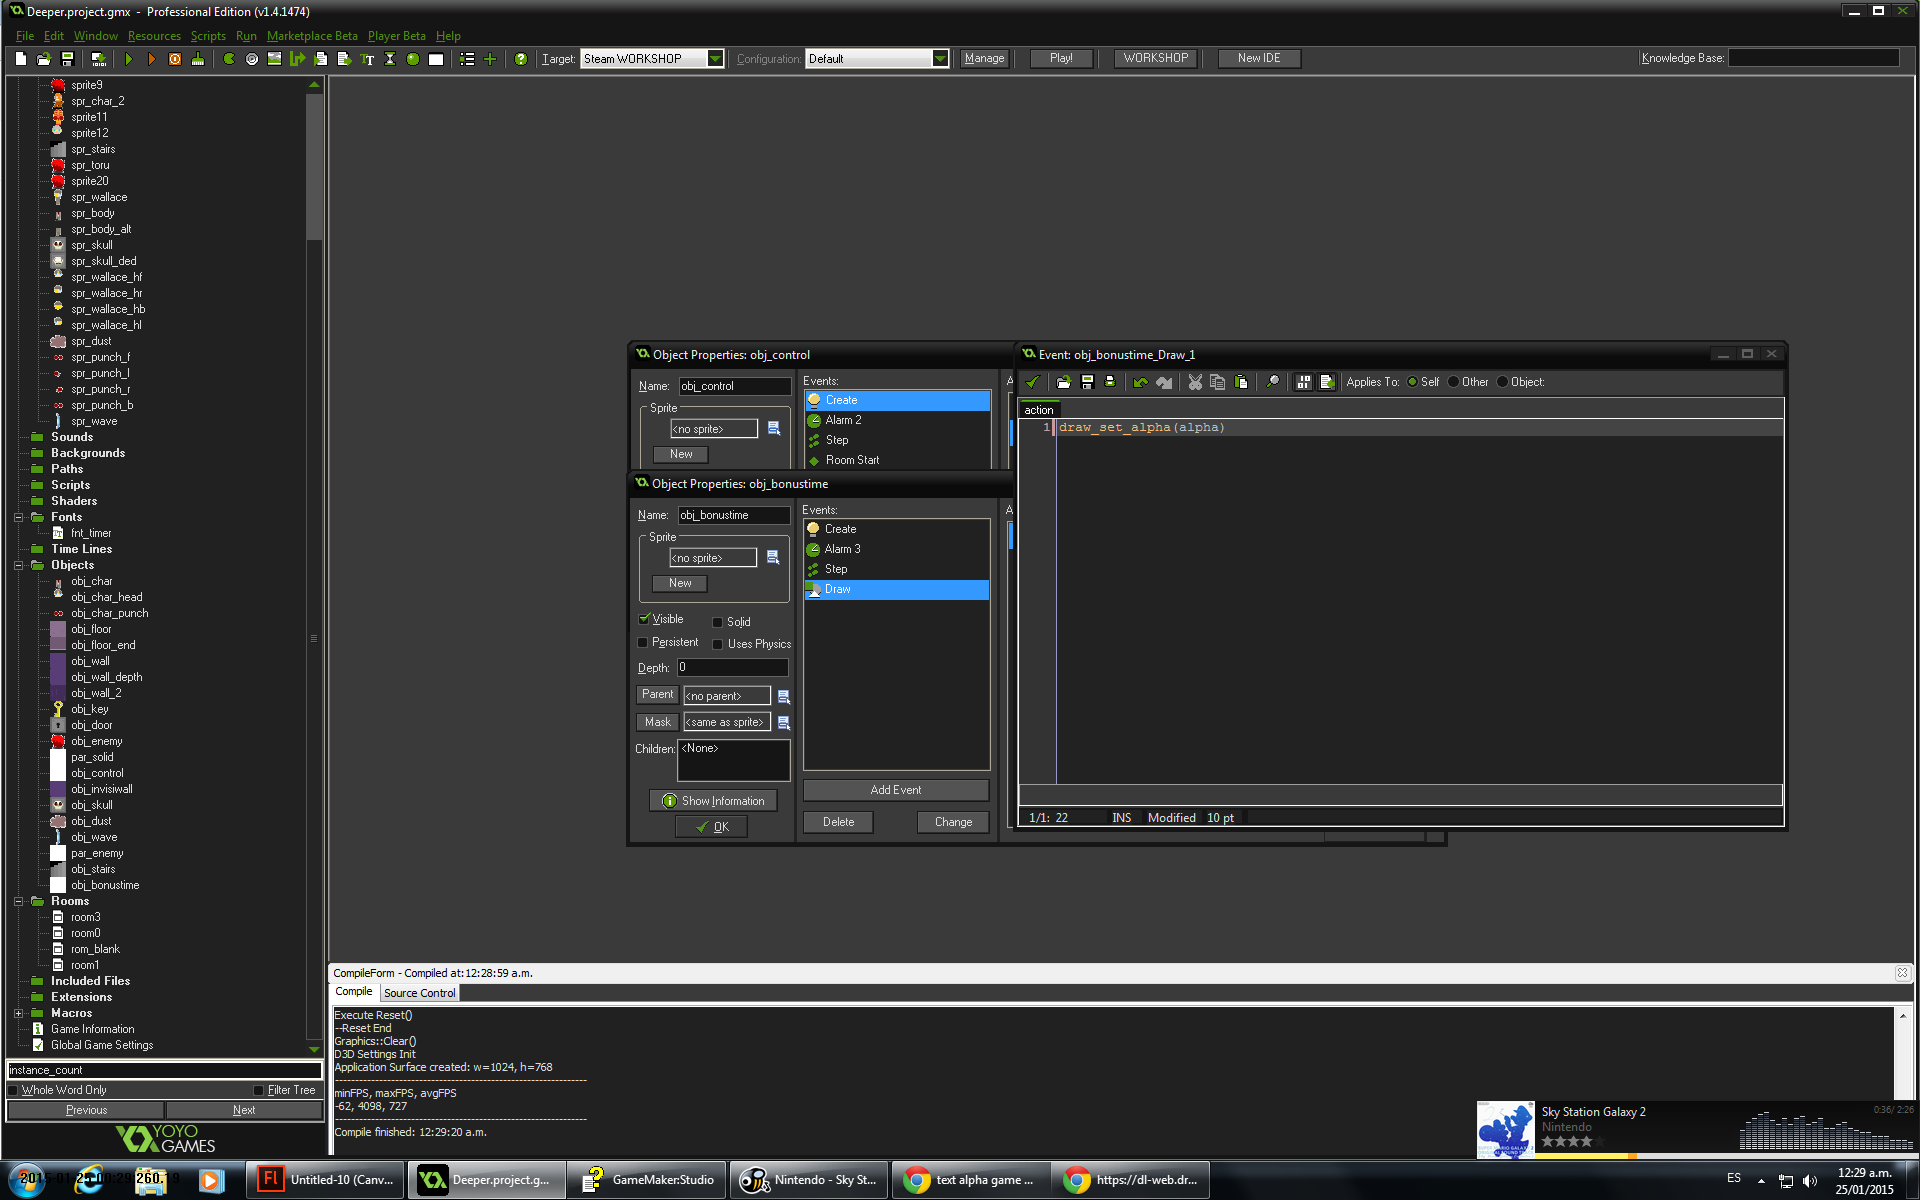 Deeper.project.gmx - Professional Edition (v1.4.1474)
File Edit Window Resources Scripts Run Marketplace Beta Player Beta Help
Target: Steam WORKSHOP Configuration: Default Manage Play! WORKSHOP New IDE Knowledge Base:
sprite9
spr_char_2
sprite11
sprite12
spr_stairs
spr_toru
sprite20
spr_wallace
spr_body
spr_body_alt
spr_skull
spr_skull_ded
spr_wallace_hf
spr_wallace_hr
spr_wallace_hb
spr_wallace_hl
spr_dust
spr_punch_f
spr_punch_l
spr_punch_r
spr_punch_b
spr_wave
Sounds
Backgrounds
Paths
Scripts
Shaders
Fonts
fnt_timer
Time Lines
Objects
obj_char
obj_char_head
obj_char_punch
obj_floor
obj_floor_end
obj_wall
obj_wall_depth
obj_wall_2
obj_key
obj_door
obj_enemy
par_solid
obj_control
obj_invisiwall
obj_skull
obj_dust
obj_wave
par_enemy
obj_stairs
obj_bonustime
Rooms
room3
room0
rom_blank
room1
Included Files
Extensions
Macros
Game Information
Global Game Settings
instance_count
Whole Word Only Filter Tree
Previous Next
YOYO GAMES
Object Properties: obj_control
Name: obj_control
Sprite
<no sprite>
New
Events:
Create
Alarm 2
Step
Room Start
A
Object Properties: obj_bonustime
Name: obj_bonustime
Sprite
<no sprite>
New
Visible Solid
Persistent Uses Physics
Depth: 0
Parent <no parent>
Mask <same as sprite>
Children: <None>
Show Information
OK
Events:
Create
Alarm 3
Step
Draw
Add Event
Delete Change
A
Event: obj_bonustime_Draw_1
Applies To: Self Other Object:
action
1 draw_set_alpha(alpha)
1/1: 22 INS Modified 10 pt
CompileForm - Compiled at:12:28:59 a.m.
Compile Source Control
Execute Reset()
--Reset End
Graphics::Clear()
D3D Settings Init
Application Surface created: w=1024, h=768
minFPS, maxFPS, avgFPS
-62, 4098, 727
Compile finished: 12:29:20 a.m.
Sky Station Galaxy 2 0:36/ 2:26
Nintendo
Untitled-10 (Canv...
Deeper.project.g...
GameMaker:Studio
Nintendo - Sky St...
text alpha game ...
https://dl-web.dr...
ES
12:29 a.m.
25/01/2015